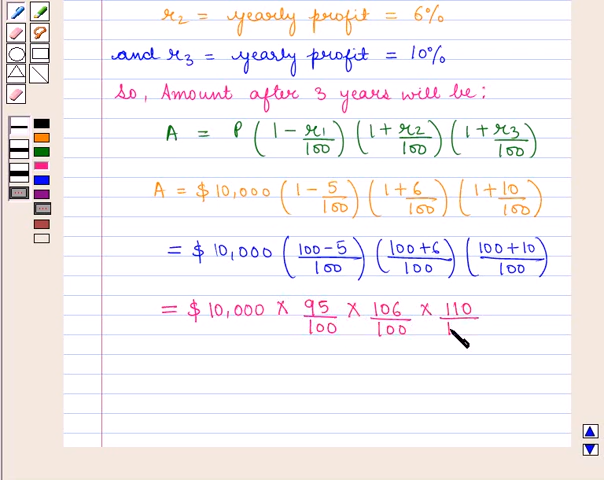 r₂ = yearly profit = 6%
and r₃ = yearly profit = 10%
So, Amount after 3 years will be:
A = P (1 - r₁/100) (1 + r₂/100) (1 + r₃/100)
A = $10,000 (1 - 5/100) (1 + 6/100) (1 + 10/100)
= $10,000 ((100 - 5)/100) ((100 + 6)/100) ((100 + 10)/100)
= $10,000 × 95/100 × 106/100 × 110/1